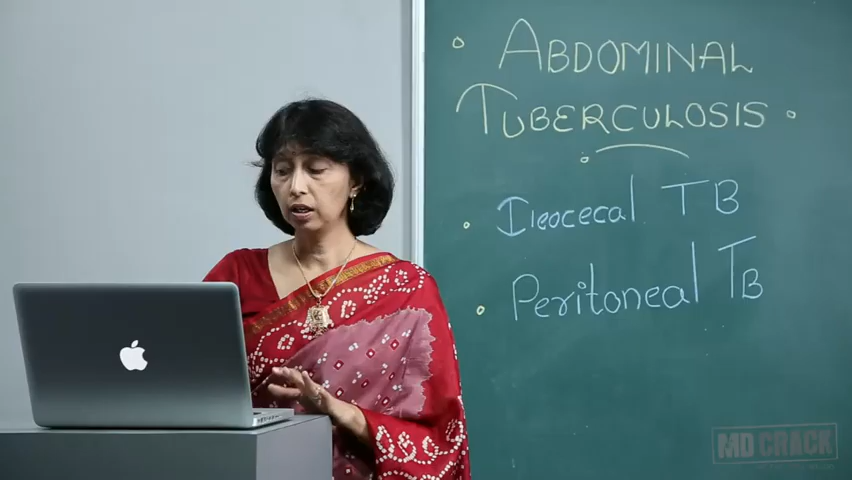 ABDOMINAL
TUBERCULOSIS
Ileocecal TB
Peritoneal TB
MD CRACK